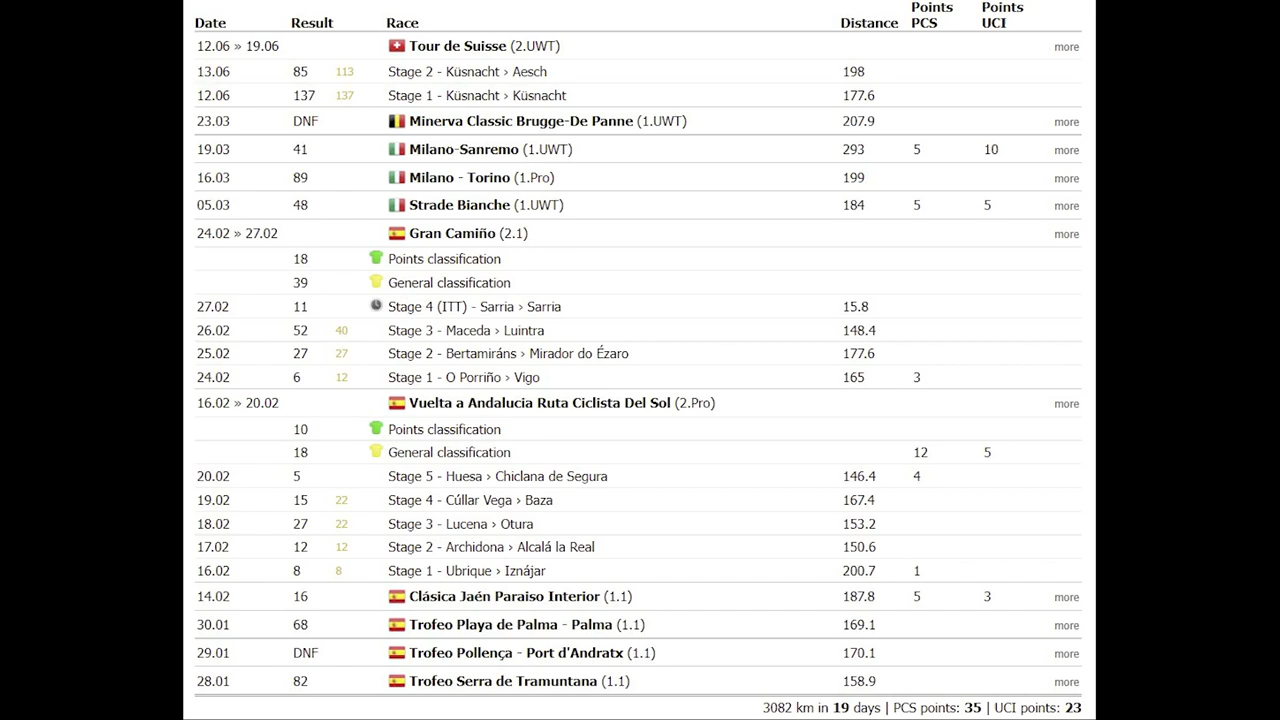 Date Result Race Distance Points PCS Points UCI
12.06 » 19.06 Tour de Suisse (2.UWT) more
13.06 85 113 Stage 2 - Küsnacht › Aesch 198
12.06 137 137 Stage 1 - Küsnacht › Küsnacht 177.6
23.03 DNF Minerva Classic Brugge-De Panne (1.UWT) 207.9 more
19.03 41 Milano-Sanremo (1.UWT) 293 5 10 more
16.03 89 Milano - Torino (1.Pro) 199 more
05.03 48 Strade Bianche (1.UWT) 184 5 5 more
24.02 » 27.02 Gran Camiño (2.1) more
18 Points classification
39 General classification
27.02 11 Stage 4 (ITT) - Sarria › Sarria 15.8
26.02 52 40 Stage 3 - Maceda › Luintra 148.4
25.02 27 27 Stage 2 - Bertamiráns › Mirador do Ézaro 177.6
24.02 6 12 Stage 1 - O Porriño › Vigo 165 3
16.02 » 20.02 Vuelta a Andalucia Ruta Ciclista Del Sol (2.Pro) more
10 Points classification
18 General classification 12 5
20.02 5 Stage 5 - Huesa › Chiclana de Segura 146.4 4
19.02 15 22 Stage 4 - Cúllar Vega › Baza 167.4
18.02 27 22 Stage 3 - Lucena › Otura 153.2
17.02 12 12 Stage 2 - Archidona › Alcalá la Real 150.6
16.02 8 8 Stage 1 - Ubrique › Iznájar 200.7 1
14.02 16 Clásica Jaén Paraiso Interior (1.1) 187.8 5 3 more
30.01 68 Trofeo Playa de Palma - Palma (1.1) 169.1 more
29.01 DNF Trofeo Pollença - Port d'Andratx (1.1) 170.1 more
28.01 82 Trofeo Serra de Tramuntana (1.1) 158.9 more
3082 km in 19 days | PCS points: 35 | UCI points: 23